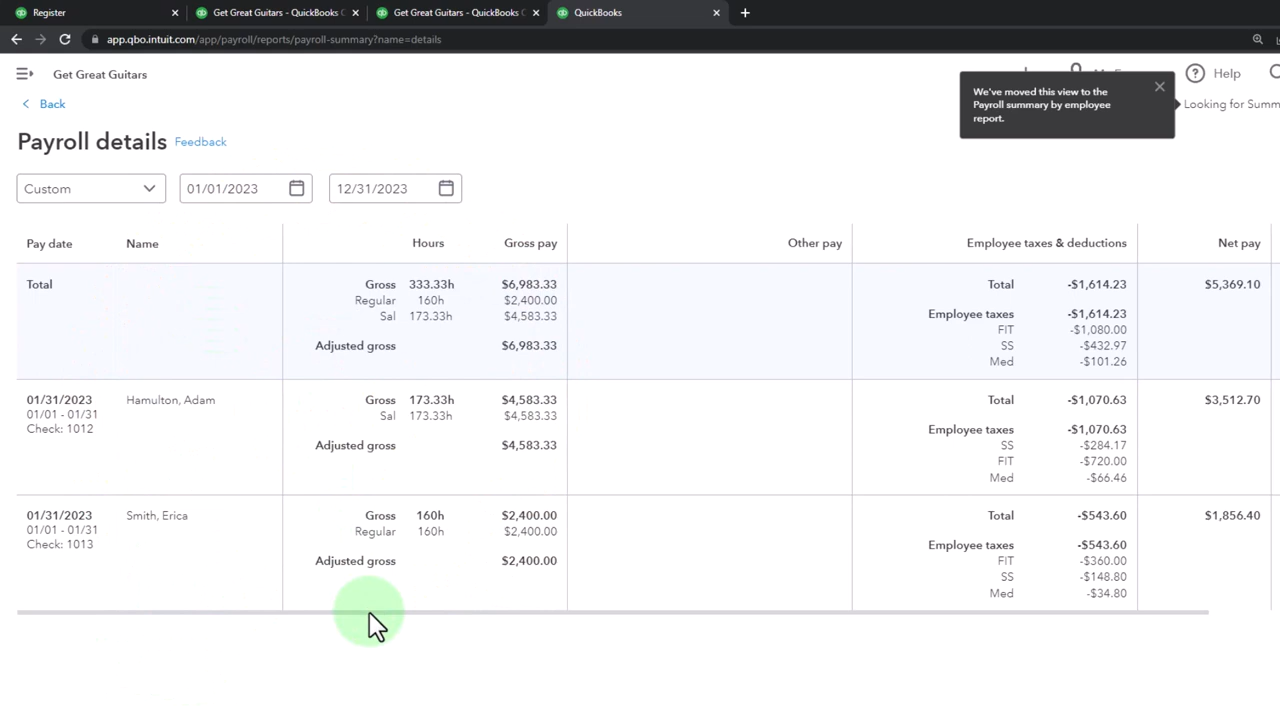 Register
Get Great Guitars - QuickBooks C
Get Great Guitars - QuickBooks C
QuickBooks
app.qbo.intuit.com/app/payroll/reports/payroll-summary?name=details
Get Great Guitars
Help
Back
We've moved this view to the
Payroll summary by employee
report.
Looking for Summ
Payroll details Feedback
Custom 01/01/2023 12/31/2023
Pay date Name Hours Gross pay Other pay Employee taxes & deductions Net pay
Total Gross 333.33h $6,983.33 Total -$1,614.23 $5,369.10
Regular 160h $2,400.00
Sal 173.33h $4,583.33
Employee taxes -$1,614.23
FIT -$1,080.00
Adjusted gross $6,983.33 SS -$432.97
Med -$101.26
01/31/2023 Hamulton, Adam Gross 173.33h $4,583.33 Total -$1,070.63 $3,512.70
01/01 - 01/31 Sal 173.33h $4,583.33
Check: 1012 Employee taxes -$1,070.63
Adjusted gross $4,583.33 SS -$284.17
FIT -$720.00
Med -$66.46
01/31/2023 Smith, Erica Gross 160h $2,400.00 Total -$543.60 $1,856.40
01/01 - 01/31 Regular 160h $2,400.00
Check: 1013 Employee taxes -$543.60
Adjusted gross $2,400.00 FIT -$360.00
SS -$148.80
Med -$34.80